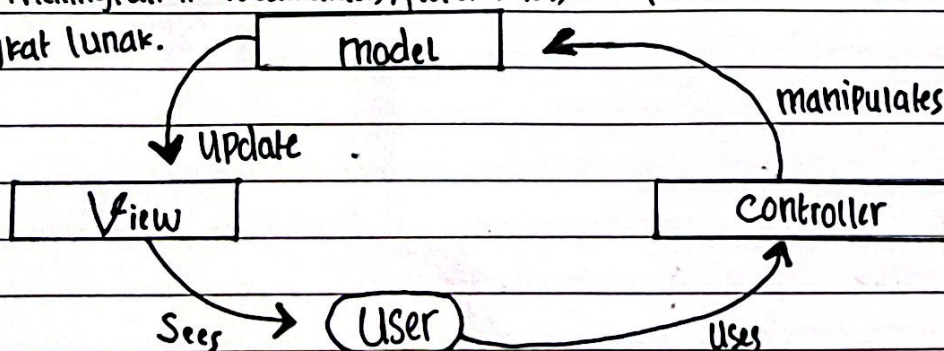 kat lunak.
model
manipulates
update
View
controller
Sees
User
Uses